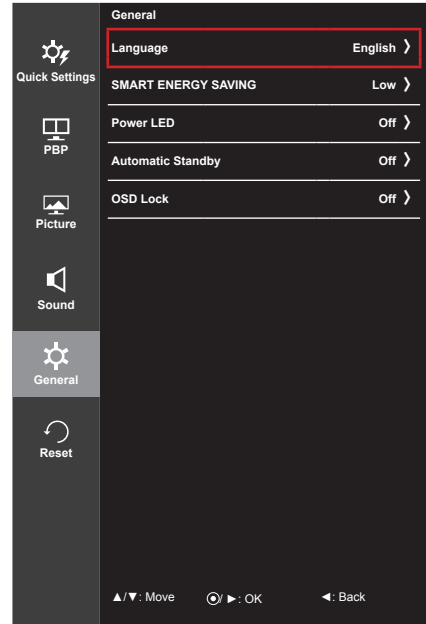 General
Quick Settings
PBP
Picture
Sound
General
Reset
Language English ❯
SMART ENERGY SAVING Low ❯
Power LED Off ❯
Automatic Standby Off ❯
OSD Lock Off ❯
▲/▼: Move ◉/ ►: OK ◄: Back